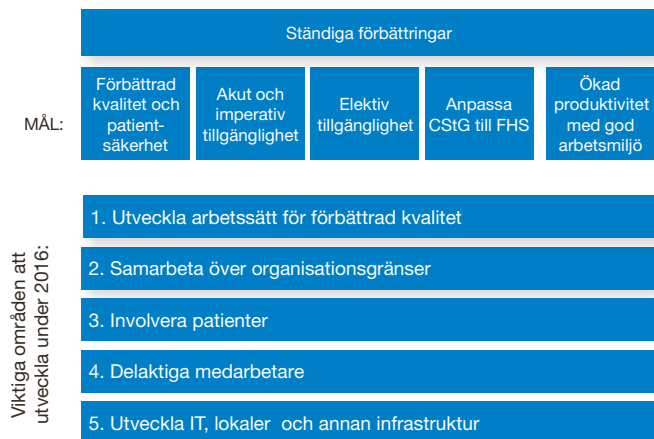 Ständiga förbättringar
MÅL:
Förbättrad
kvalitet och
patient-
säkerhet
Akut och
imperativ
tillgänglighet
Elektiv
tillgänglighet
Anpassa
CStG till FHS
Ökad
produktivitet
med god
arbetsmiljö
Viktiga områden att
utveckla under 2016:
1. Utveckla arbetssätt för förbättrad kvalitet
2. Samarbeta över organisationsgränser
3. Involvera patienter
4. Delaktiga medarbetare
5. Utveckla IT, lokaler och annan infrastruktur